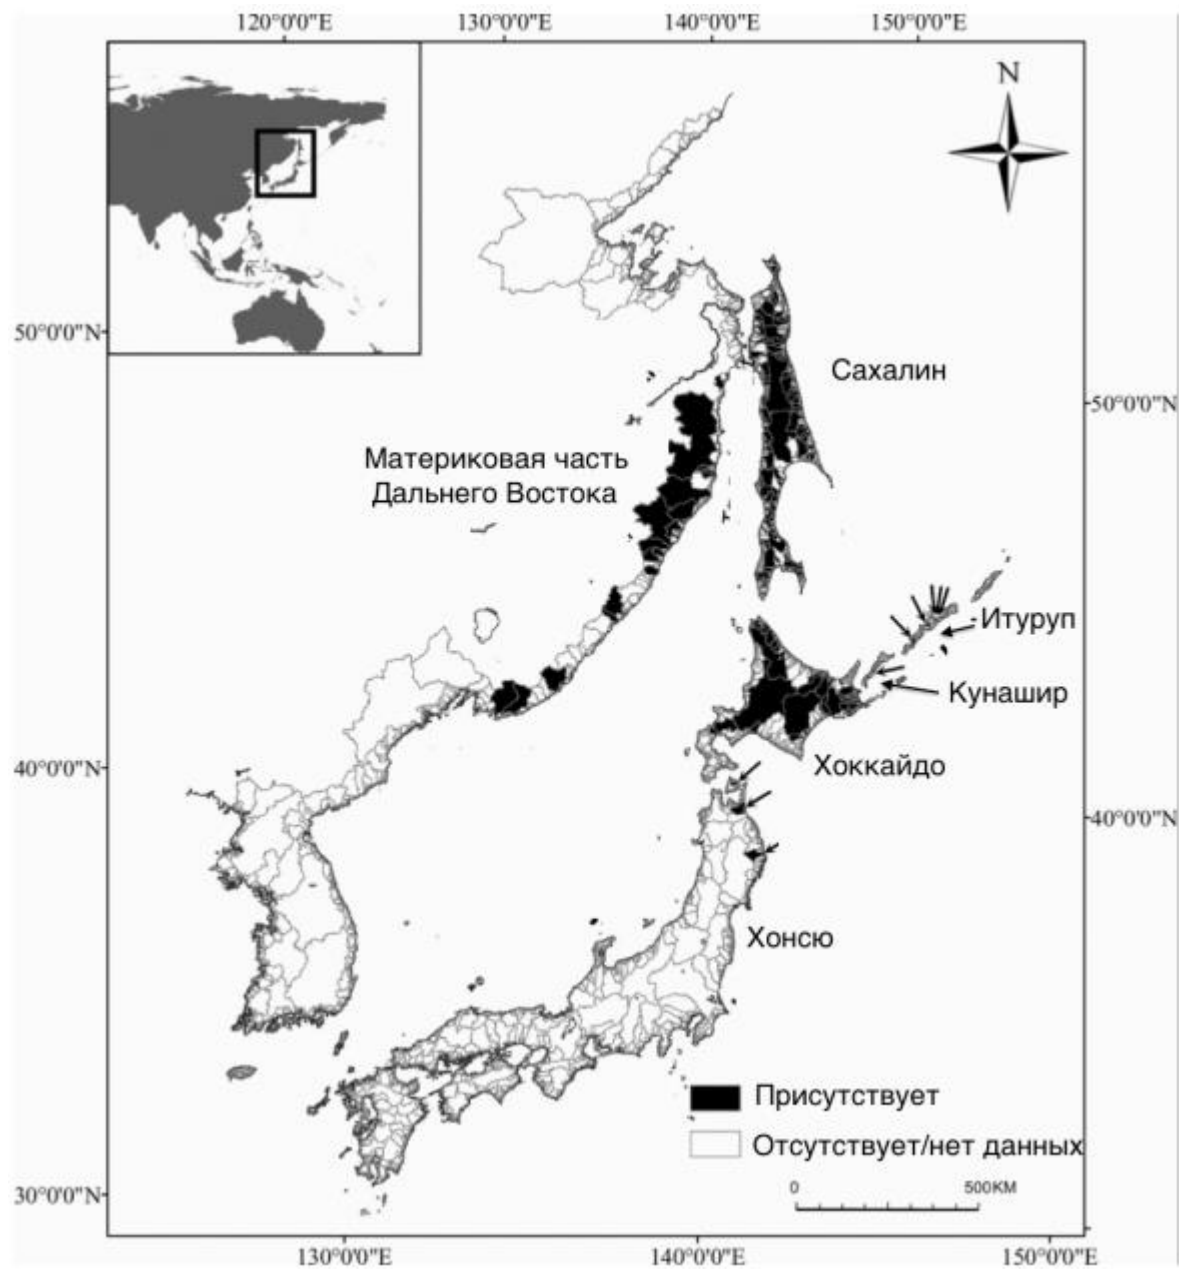 120°0'0"E 130°0'0"E 140°0'0"E 150°0'0"E
N
50°0'0"N
Сахалин
50°0'0"N
Материковая часть
Дальнего Востока
Итуруп
Кунашир
40°0'0"N
Хоккайдо
40°0'0"N
Хонсю
Присутствует
Отсутствует/нет данных
0 500KM
30°0'0"N
130°0'0"E 140°0'0"E 150°0'0"E